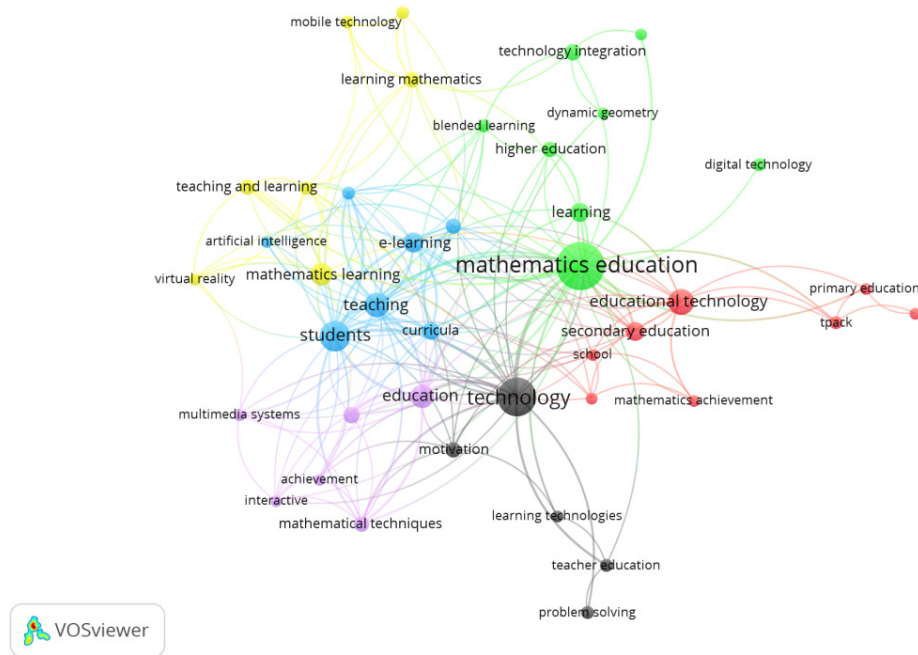 mobile technology
technology integration
learning mathematics
dynamic geometry
blended learning
higher education
digital technology
teaching and learning
learning
artificial intelligence
e-learning
mathematics education
virtual reality
mathematics learning
primary education
teaching
educational technology
tpack
students
curricula
secondary education
school
education
technology
mathematics achievement
multimedia systems
motivation
achievement
interactive
learning technologies
mathematical techniques
teacher education
problem solving
VOSviewer